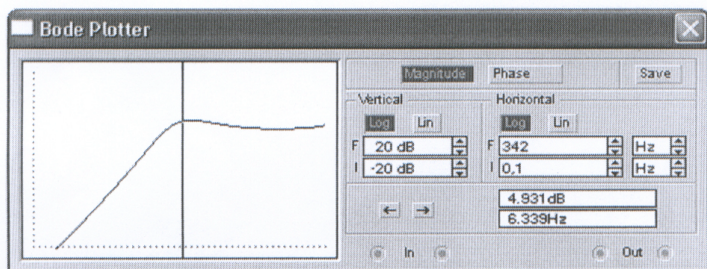 Bode Plotter
Magnitude Phase Save
Vertical Horizontal
Log Lin Log Lin
F 20 dB F 342 Hz
I -20 dB I 0,1 Hz
← → 4.931dB
6.339Hz
In Out